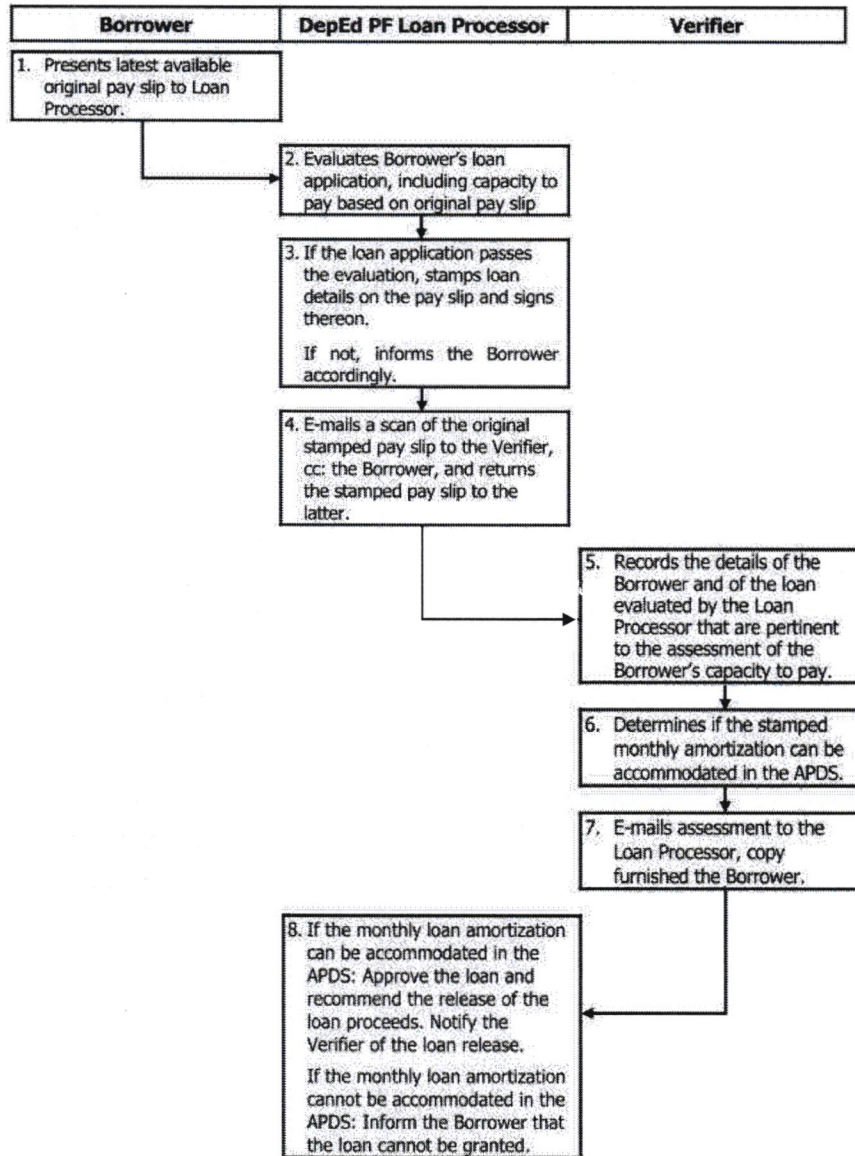 Borrower
DepEd PF Loan Processor
Verifier
1. Presents latest available
original pay slip to Loan
Processor.
2. Evaluates Borrower's loan
application, including capacity to
pay based on original pay slip
3. If the loan application passes
the evaluation, stamps loan
details on the pay slip and signs
thereon.
If not, informs the Borrower
accordingly.
4. E-mails a scan of the original
stamped pay slip to the Verifier,
cc: the Borrower, and returns
the stamped pay slip to the
latter.
5. Records the details of the
Borrower and of the loan
evaluated by the Loan
Processor that are pertinent
to the assessment of the
Borrower's capacity to pay.
6. Determines if the stamped
monthly amortization can be
accommodated in the APDS.
7. E-mails assessment to the
Loan Processor, copy
furnished the Borrower.
8. If the monthly loan amortization
can be accommodated in the
APDS: Approve the loan and
recommend the release of the
loan proceeds. Notify the
Verifier of the loan release.
If the monthly loan amortization
cannot be accommodated in the
APDS: Inform the Borrower that
the loan cannot be granted.